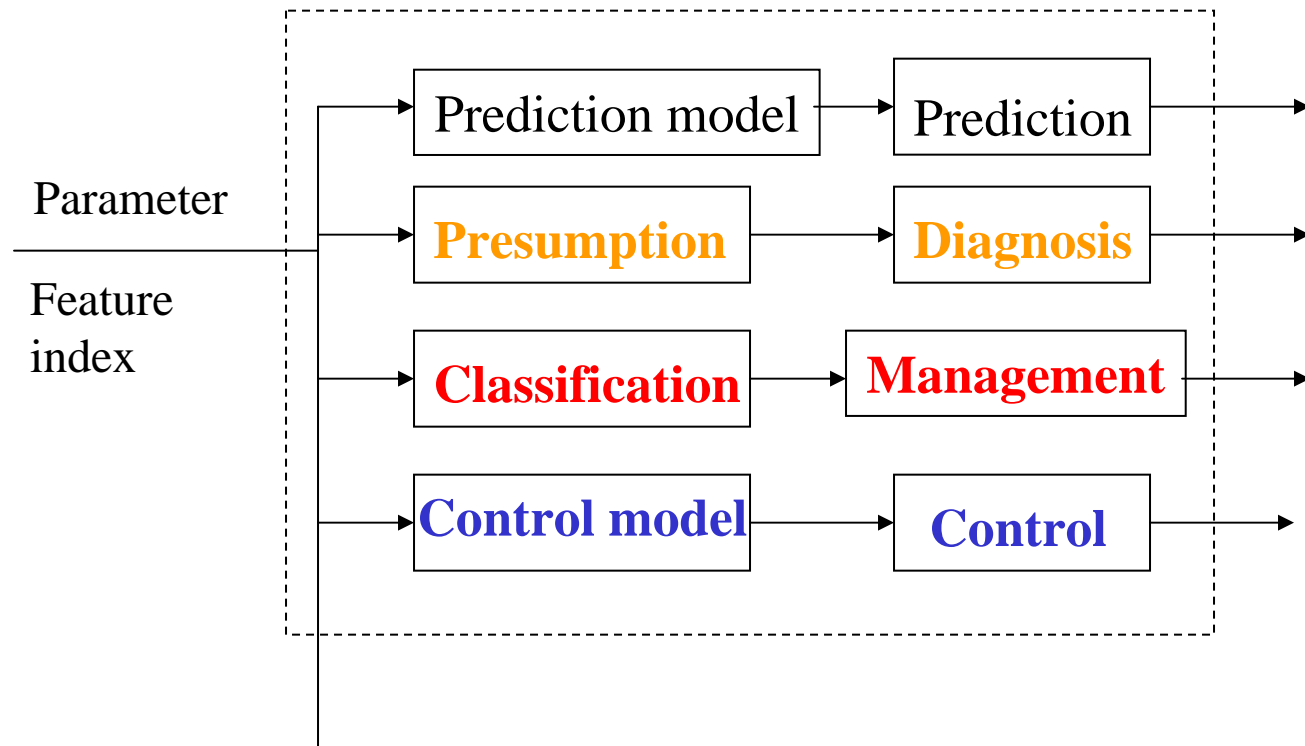 Prediction model
Prediction
Parameter
Presumption
Diagnosis
Feature
index
Classification
Management
Control model
Control